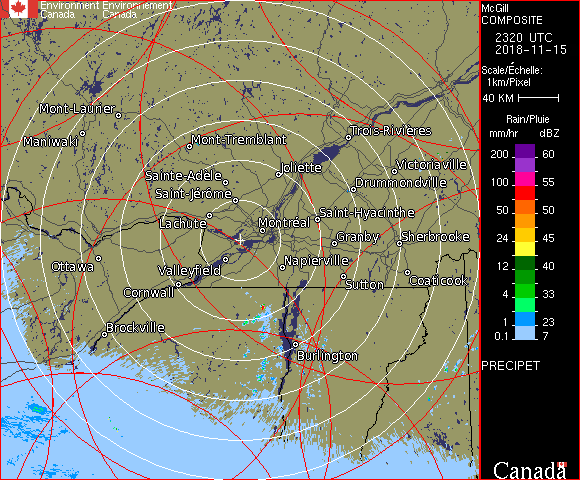 Environment Environnement
Canada Canada
McGill
COMPOSITE
2320 UTC
2018-11-15
Scale/Échelle:
1km/Pixel
40 KM
Rain/Pluie
mm/hr dBZ
200 60
100 55
50 50
24 45
12 40
4 33
1 23
0.1 7
PRECIPET
Canada
Mont-Laurier
Maniwaki
Mont-Tremblant
Trois-Rivières
Joliette
Victoriaville
Sainte-Adèle
Drummondville
Saint-Jérôme
Saint-Hyacinthe
Lachute
Montréal
Granby
Sherbrooke
Ottawa
Valleyfield
Napierville
Cornwall
Sutton
Coaticook
Brockville
Burlington